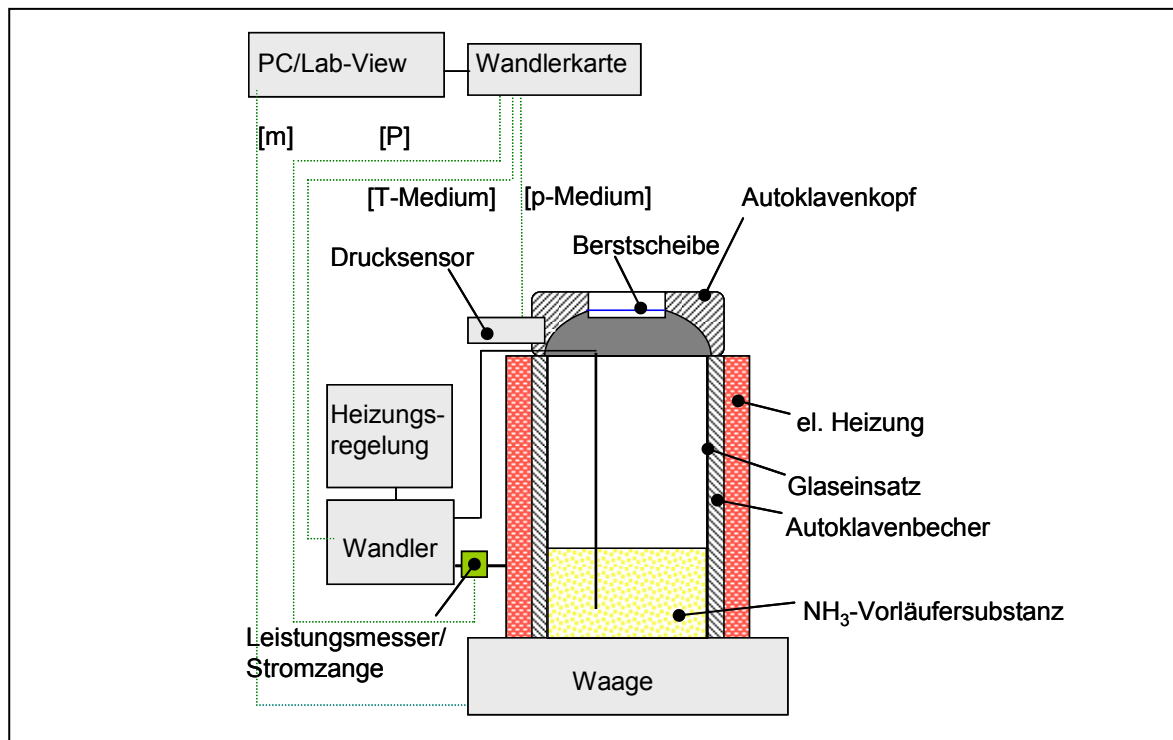 PC/Lab-View
Wandlerkarte
[m]
[P]
[T-Medium]
[p-Medium]
Autoklavenkopf
Berstscheibe
Drucksensor
Heizungs-
regelung
el. Heizung
Glaseinsatz
Autoklavenbecher
Wandler
NH₃-Vorläufersubstanz
Leistungsmesser/
Stromzange
Waage